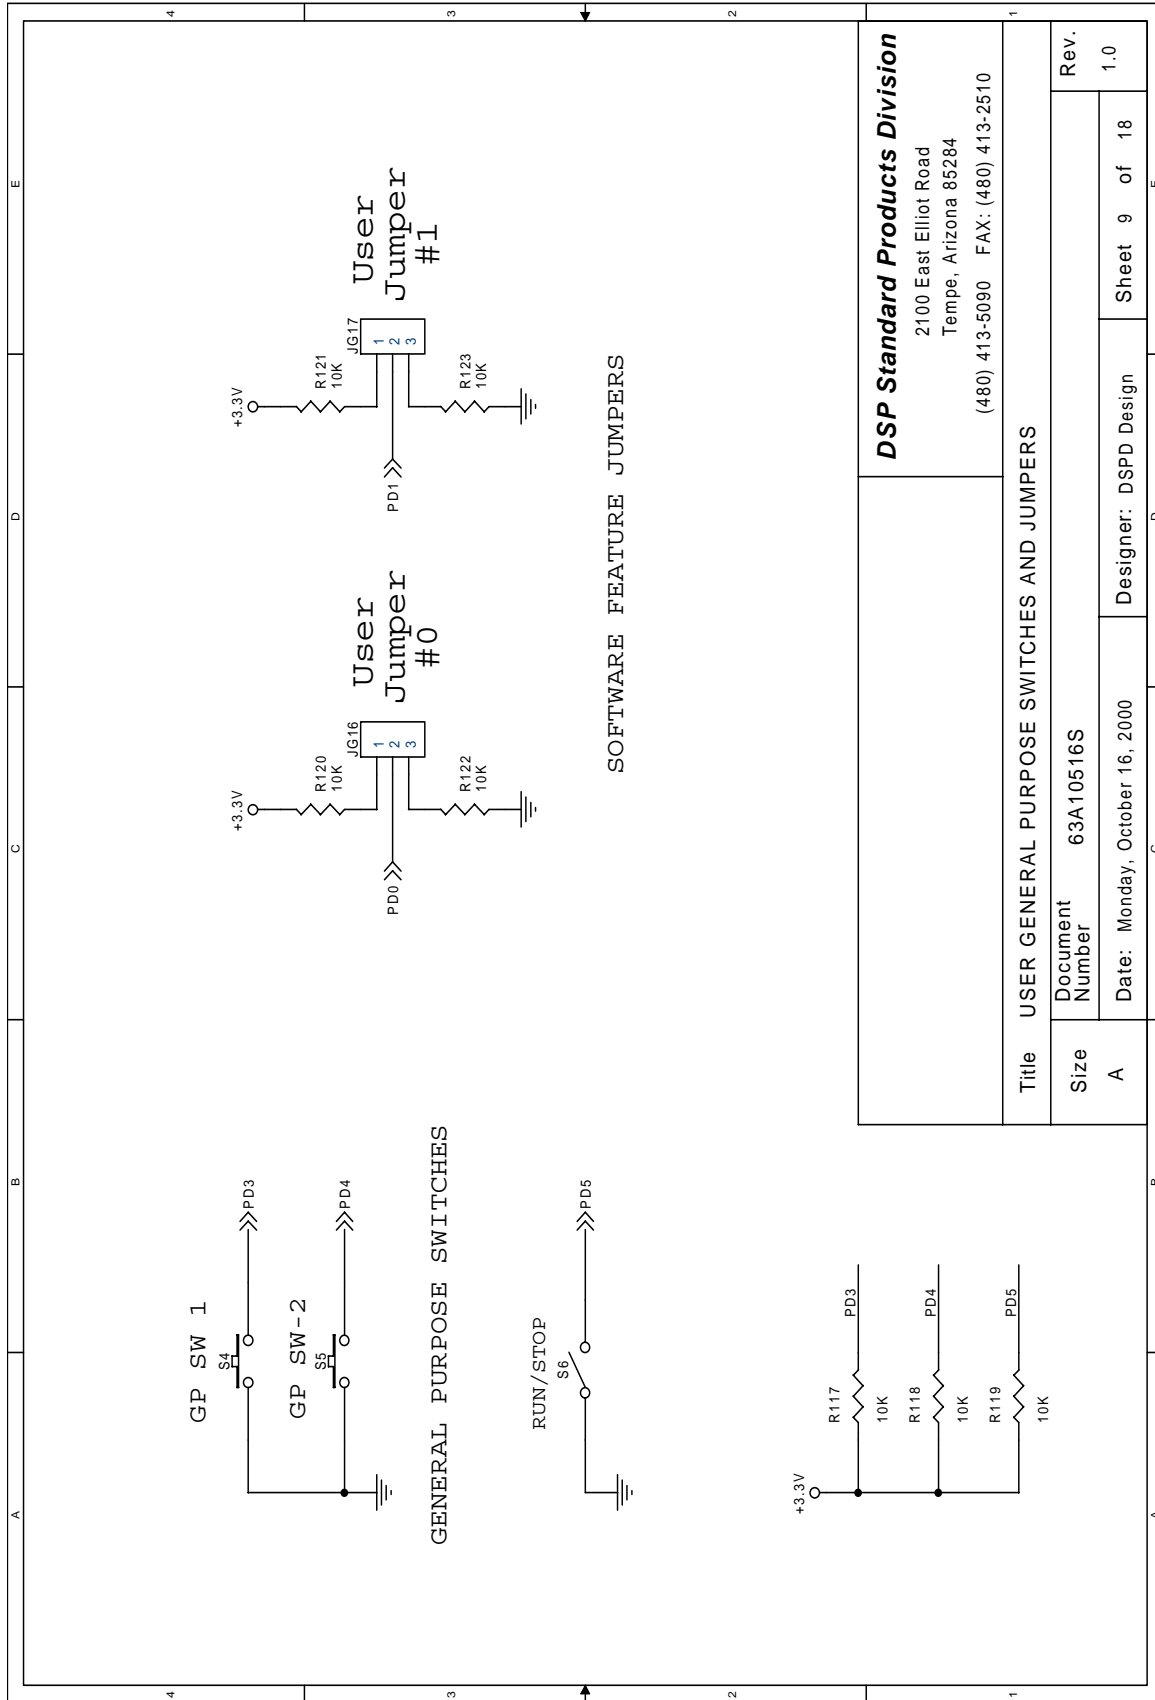 A
B
C
D
E
4
3
2
1
GP SW 1
S4
PD3
GP SW-2
S5
PD4
GENERAL PURPOSE SWITCHES
RUN/STOP
S6
PD5
+3.3V
R117
10K
PD3
R118
10K
PD4
R119
10K
PD5
+3.3V
R120
10K
JG16
1
2
3
PD0
R122
10K
User
Jumper
#0
+3.3V
R121
10K
JG17
1
2
3
PD1
R123
10K
User
Jumper
#1
SOFTWARE FEATURE JUMPERS
DSP Standard Products Division
2100 East Elliot Road
Tempe, Arizona 85284
(480) 413-5090 FAX: (480) 413-2510
Title USER GENERAL PURPOSE SWITCHES AND JUMPERS
Size
A
Document
Number
63A10516S
Rev.
1.0
Date: Monday, October 16, 2000
Designer: DSPD Design
Sheet 9 of 18
4
3
2
1
A
B
C
D
E